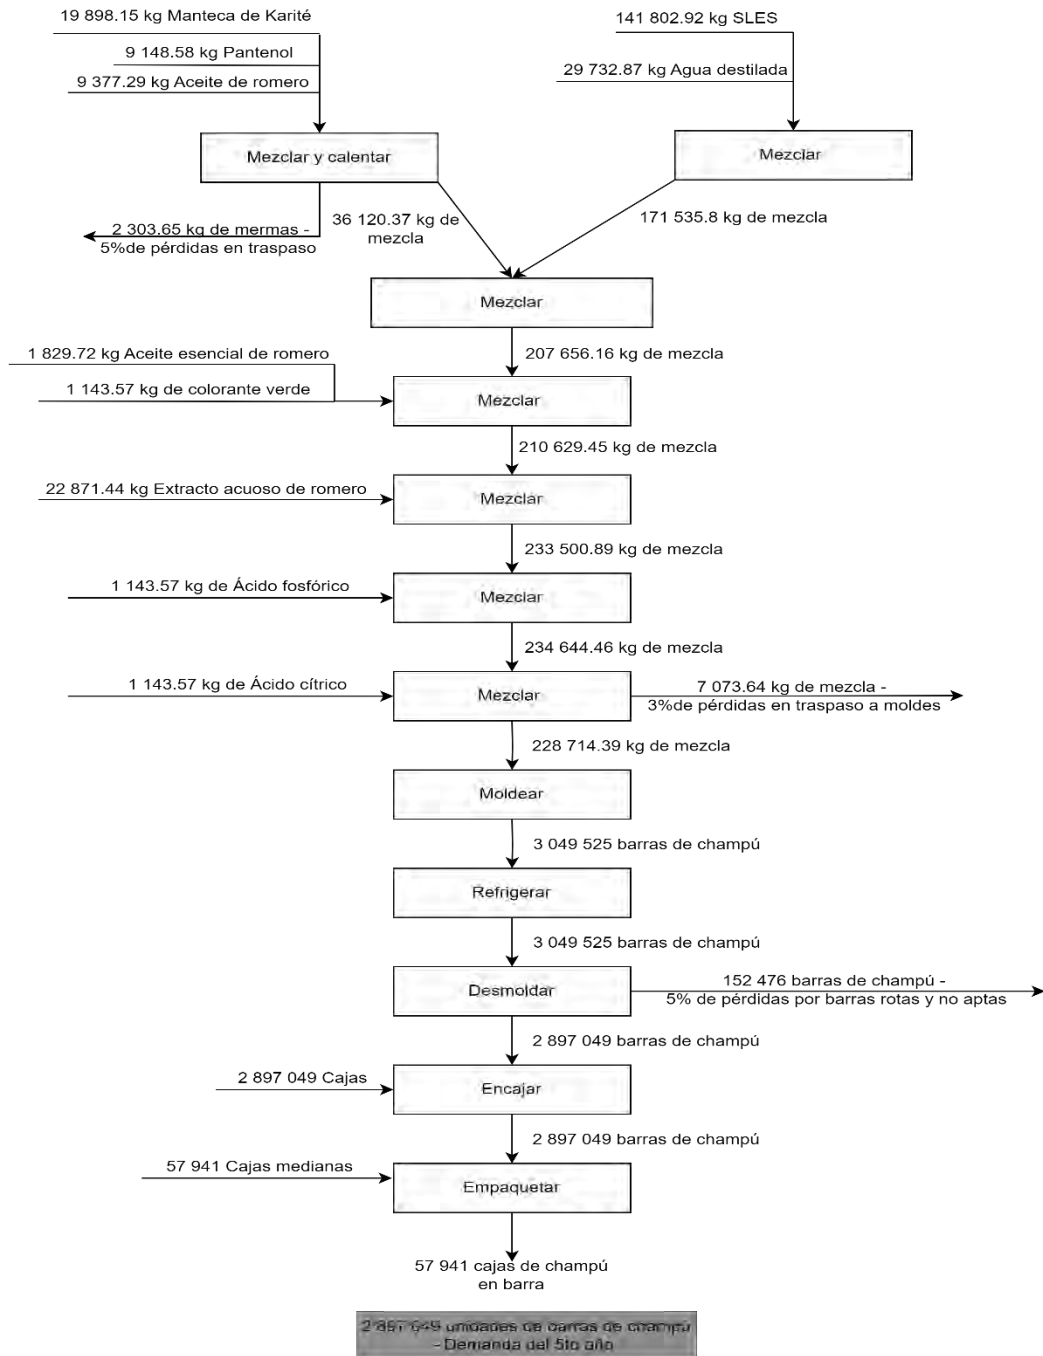 19 898.15 kg Manteca de Karité
9 148.58 kg Pantenol
9 377.29 kg Aceite de romero
141 802.92 kg SLES
29 732.87 kg Agua destilada
Mezclar y calentar
Mezclar
2 303.65 kg de mermas -
5%de pérdidas en traspaso
36 120.37 kg de
mezcla
171 535.8 kg de mezcla
Mezclar
207 656.16 kg de mezcla
1 829.72 kg Aceite esencial de romero
1 143.57 kg de colorante verde
Mezclar
210 629.45 kg de mezcla
22 871.44 kg Extracto acuoso de romero
Mezclar
233 500.89 kg de mezcla
1 143.57 kg de Ácido fosfórico
Mezclar
234 644.46 kg de mezcla
1 143.57 kg de Ácido cítrico
Mezclar
7 073.64 kg de mezcla -
3%de pérdidas en traspaso a moldes
228 714.39 kg de mezcla
Moldear
3 049 525 barras de champú
Refrigerar
3 049 525 barras de champú
Desmoldar
152 476 barras de champú -
5% de pérdidas por barras rotas y no aptas
2 897 049 barras de champú
2 897 049 Cajas
Encajar
2 897 049 barras de champú
57 941 Cajas medianas
Empaquetar
57 941 cajas de champú
en barra
2 897 049 unidades de barras de champú
- Demanda del 5to año